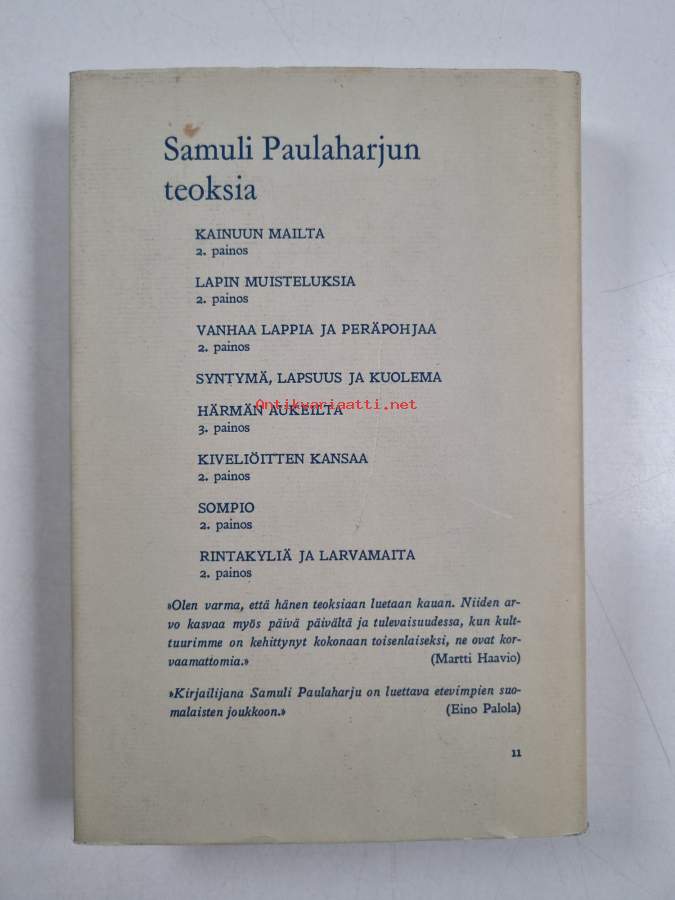 Samuli Paulaharjun
teoksia
KAINUUN MAILTA
2. painos
LAPIN MUISTELUKSIA
2. painos
VANHAA LAPPIA JA PERÄPOHJAA
2. painos
SYNTYMÄ, LAPSUUS JA KUOLEMA
Antikvariaatti.net
HÄRMÄN AUKEILTA
3. painos
KIVELIÖITTEN KANSAA
2. painos
SOMPIO
2. painos
RINTAKYLIÄ JA LARVAMAITA
2. painos
»Olen varma, että hänen teoksiaan luetaan kauan. Niiden ar-
vo kasvaa myös päivä päivältä ja tulevaisuudessa, kun kult-
tuurimme on kehittynyt kokonaan toisenlaiseksi, ne ovat kor-
vaamattomia.» (Martti Haavio)
»Kirjailijana Samuli Paulaharju on luettava etevimpien suo-
malaisten joukkoon.» (Eino Palola)
11